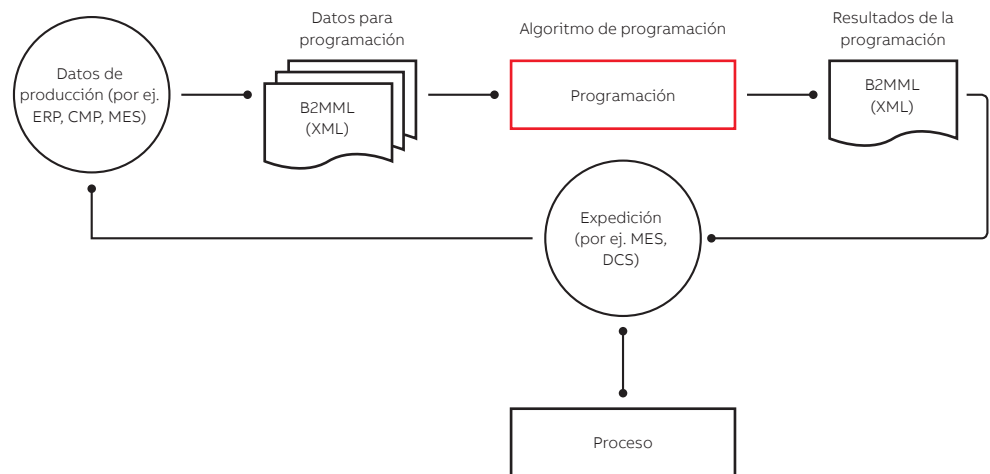 Datos para
programación
Algoritmo de programación
Resultados de la
programación
Datos de
producción (por ej.
ERP, CMP, MES)
B2MML
(XML)
Programación
B2MML
(XML)
Expedición
(por ej. MES,
DCS)
Proceso